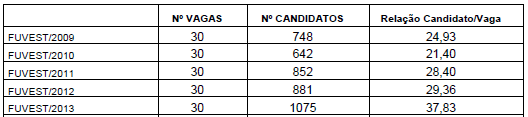 Nº VAGAS Nº CANDIDATOS Relação Candidato/Vaga
FUVEST/2009 30 748 24,93
FUVEST/2010 30 642 21,40
FUVEST/2011 30 852 28,40
FUVEST/2012 30 881 29,36
FUVEST/2013 30 1075 37,83